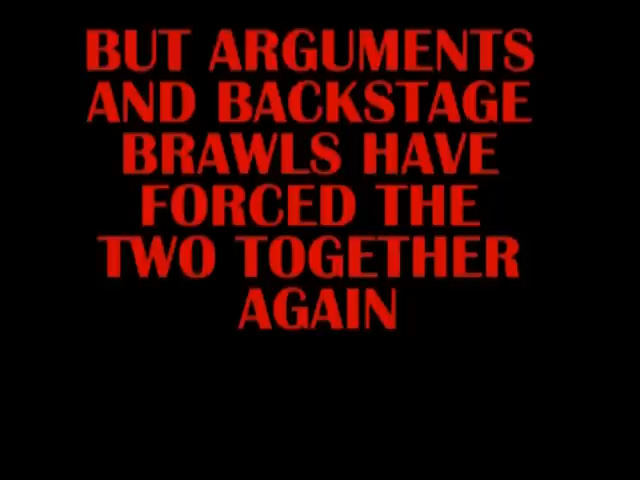 BUT ARGUMENTS
AND BACKSTAGE
BRAWLS HAVE
FORCED THE
TWO TOGETHER
AGAIN